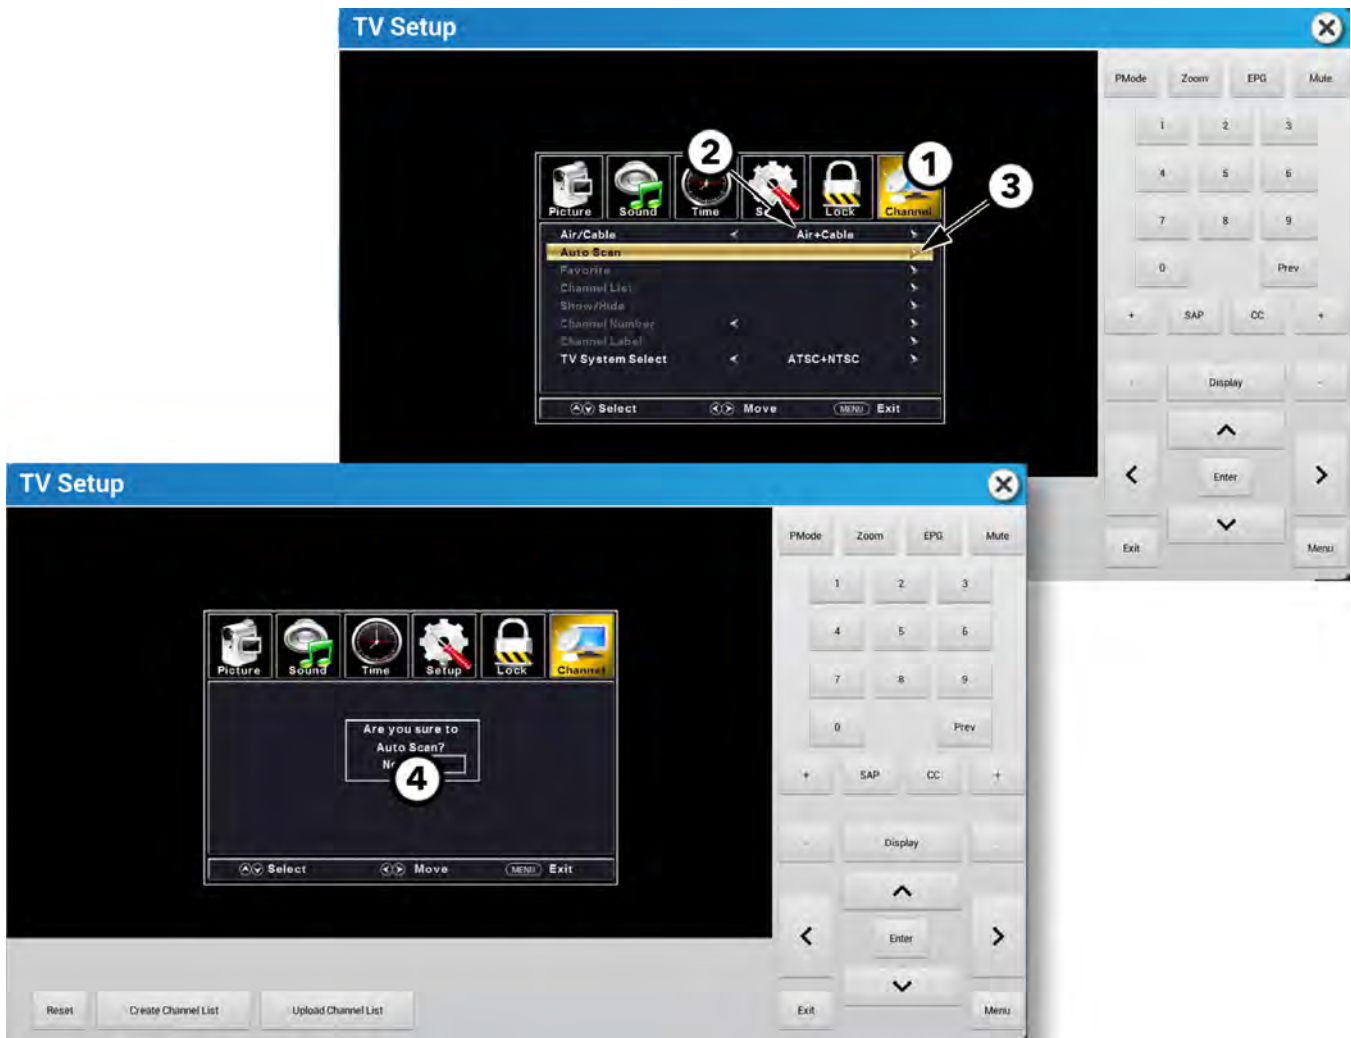 TV Setup
PMode Zoom EPG Mute
1 2 3
4 5 6
7 8 9
0 Prev
+ SAP CC +
- Display -
Enter
Exit Menu
2
1
3
Picture Sound Time Lock Channel
Air/Cable Air+Cable
Auto Scan
Favorite
Channel List
Show/Hide
Channel Number
Channel Label
TV System Select ATSC+NTSC
Select Move MENU Exit
TV Setup
PMode Zoom EPG Mute
1 2 3
4 5 6
7 8 9
0 Prev
+ SAP CC +
- Display -
Enter
Exit Menu
Picture Sound Time Setup Lock Channel
Are you sure to
Auto Scan?
4
Select Move MENU Exit
Reset Create Channel List Upload Channel List